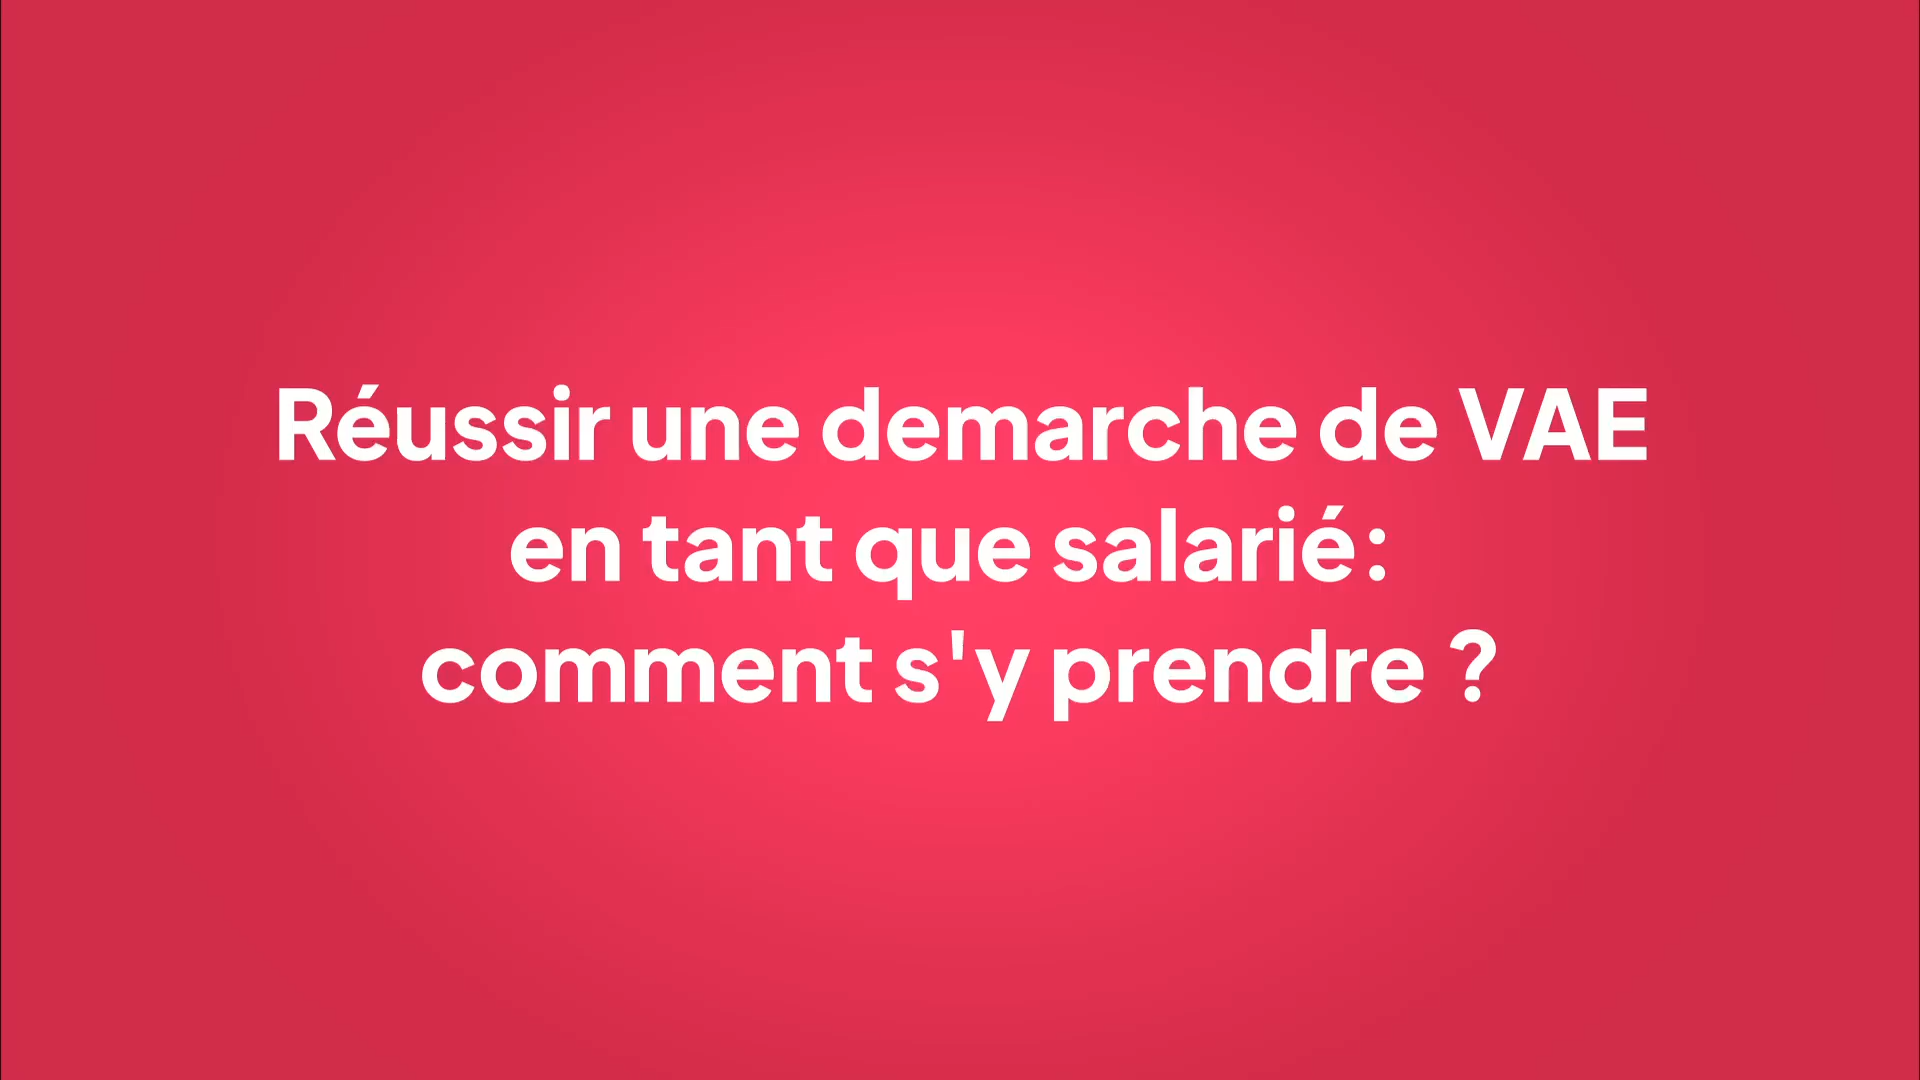 Réussir une demarche de VAE
en tant que salarié:
comment s'y prendre ?